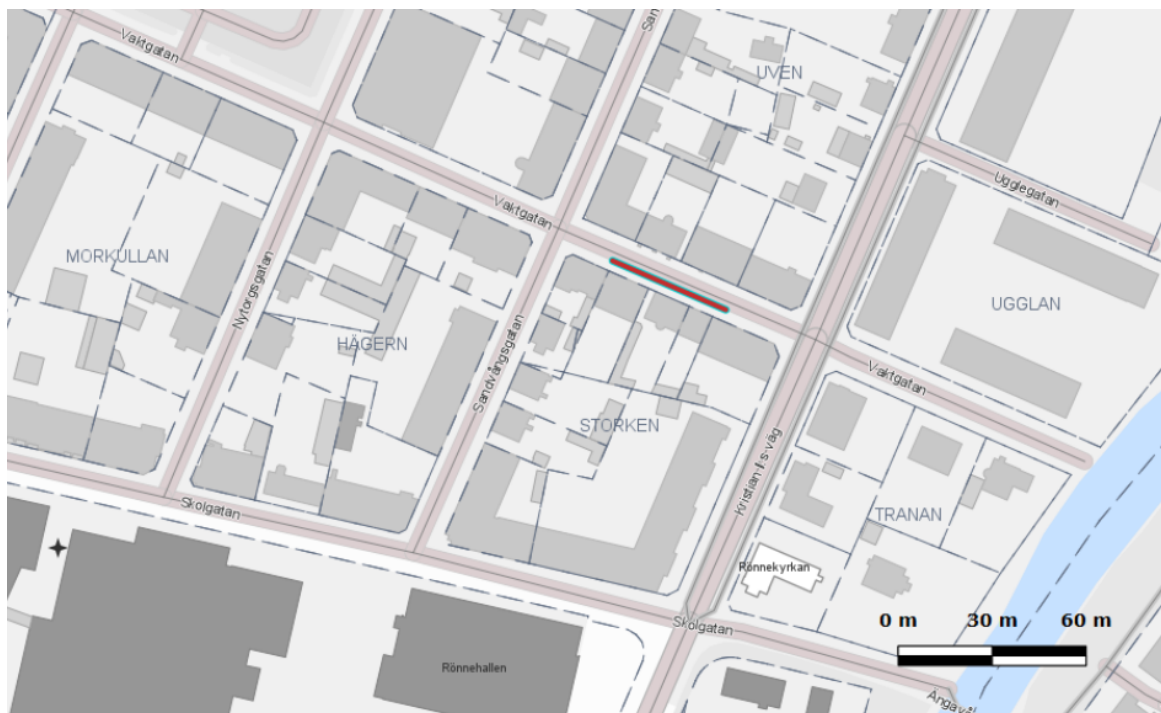 Vaktgatan
UVEN
Ugglegatan
Vaktgatan
MORKULLAN
Nytorgsgatan
HÄGERN
Sandvångsgatan
UGGLAN
Vaktgatan
STORKEN
Kristian-II:s-väg
Skolgatan
TRANAN
Rönnekyrkan
0 m 30 m 60 m
Skolgatan
Rönnehallen